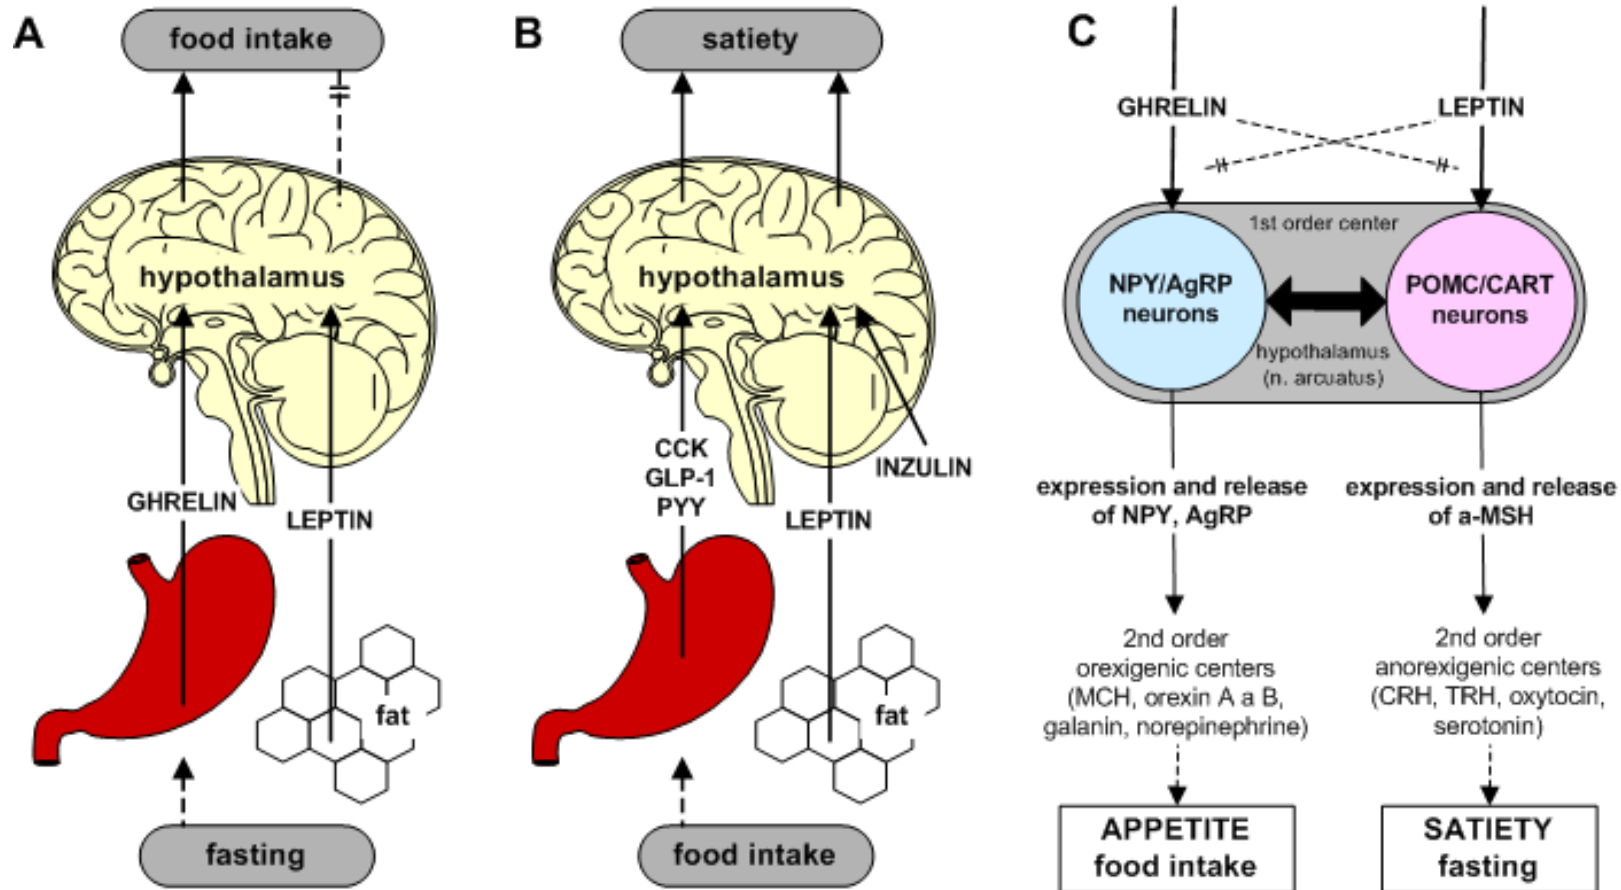 A
food intake
hypothalamus
GHRELIN
LEPTIN
fat
fasting
B
satiety
hypothalamus
CCK
GLP-1
PYY
INZULIN
LEPTIN
fat
food intake
C
GHRELIN
LEPTIN
1st order center
NPY/AgRP
neurons
POMC/CART
neurons
hypothalamus
(n. arcuatus)
expression and release
of NPY, AgRP
expression and release
of a-MSH
2nd order
orexigenic centers
(MCH, orexin A a B,
galanin, norepinephrine)
2nd order
anorexigenic centers
(CRH, TRH, oxytocin,
serotonin)
APPETITE
food intake
SATIETY
fasting